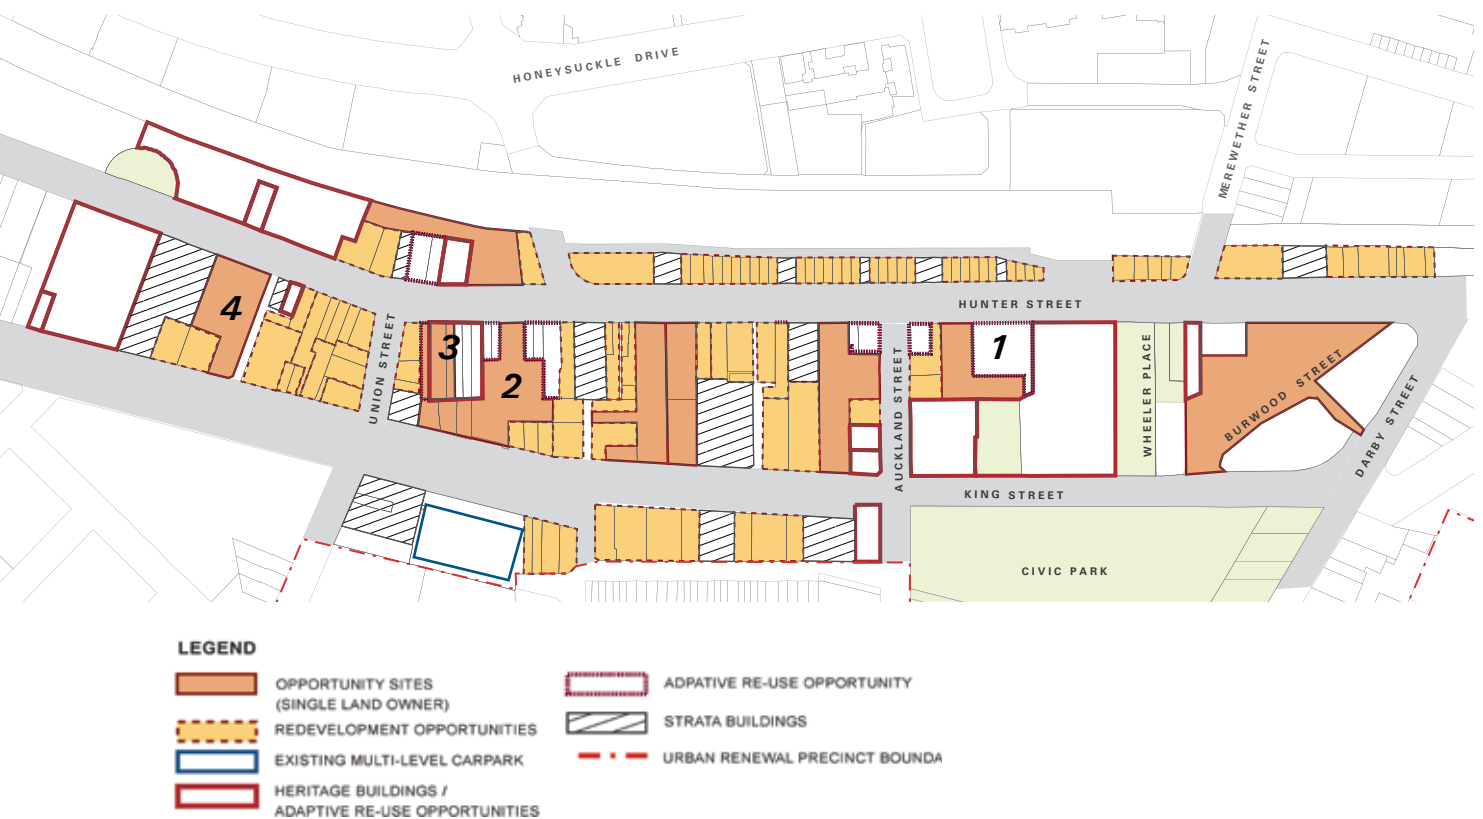 HONEYSUCKLE DRIVE
MEREWETHER STREET
HUNTER STREET
4
3
2
1
UNION STREET
AUCKLAND STREET
WHEELER PLACE
BURWOOD STREET
DARBY STREET
KING STREET
CIVIC PARK
LEGEND
OPPORTUNITY SITES
(SINGLE LAND OWNER)
REDEVELOPMENT OPPORTUNITIES
EXISTING MULTI-LEVEL CARPARK
HERITAGE BUILDINGS /
ADAPTIVE RE-USE OPPORTUNITIES
ADPATIVE RE-USE OPPORTUNITY
STRATA BUILDINGS
URBAN RENEWAL PRECINCT BOUNDA